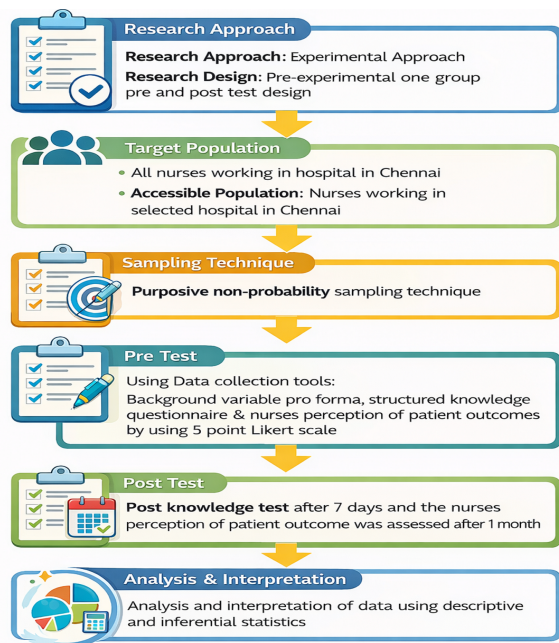 Research Approach
Research Approach: Experimental Approach
Research Design: Pre-experimental one group
pre and post test design
Target Population
• All nurses working in hospital in Chennai
• Accessible Population: Nurses working in
selected hospital in Chennai
Sampling Technique
Purposive non-probability sampling technique
Pre Test
Using Data collection tools:
Background variable pro forma, structured knowledge
questionnaire & nurses perception of patient outcomes
by using 5 point Likert scale
Post Test
Post knowledge test after 7 days and the nurses
perception of patient outcome was assessed after 1 month
Analysis & Interpretation
Analysis and interpretation of data using descriptive
and inferential statistics